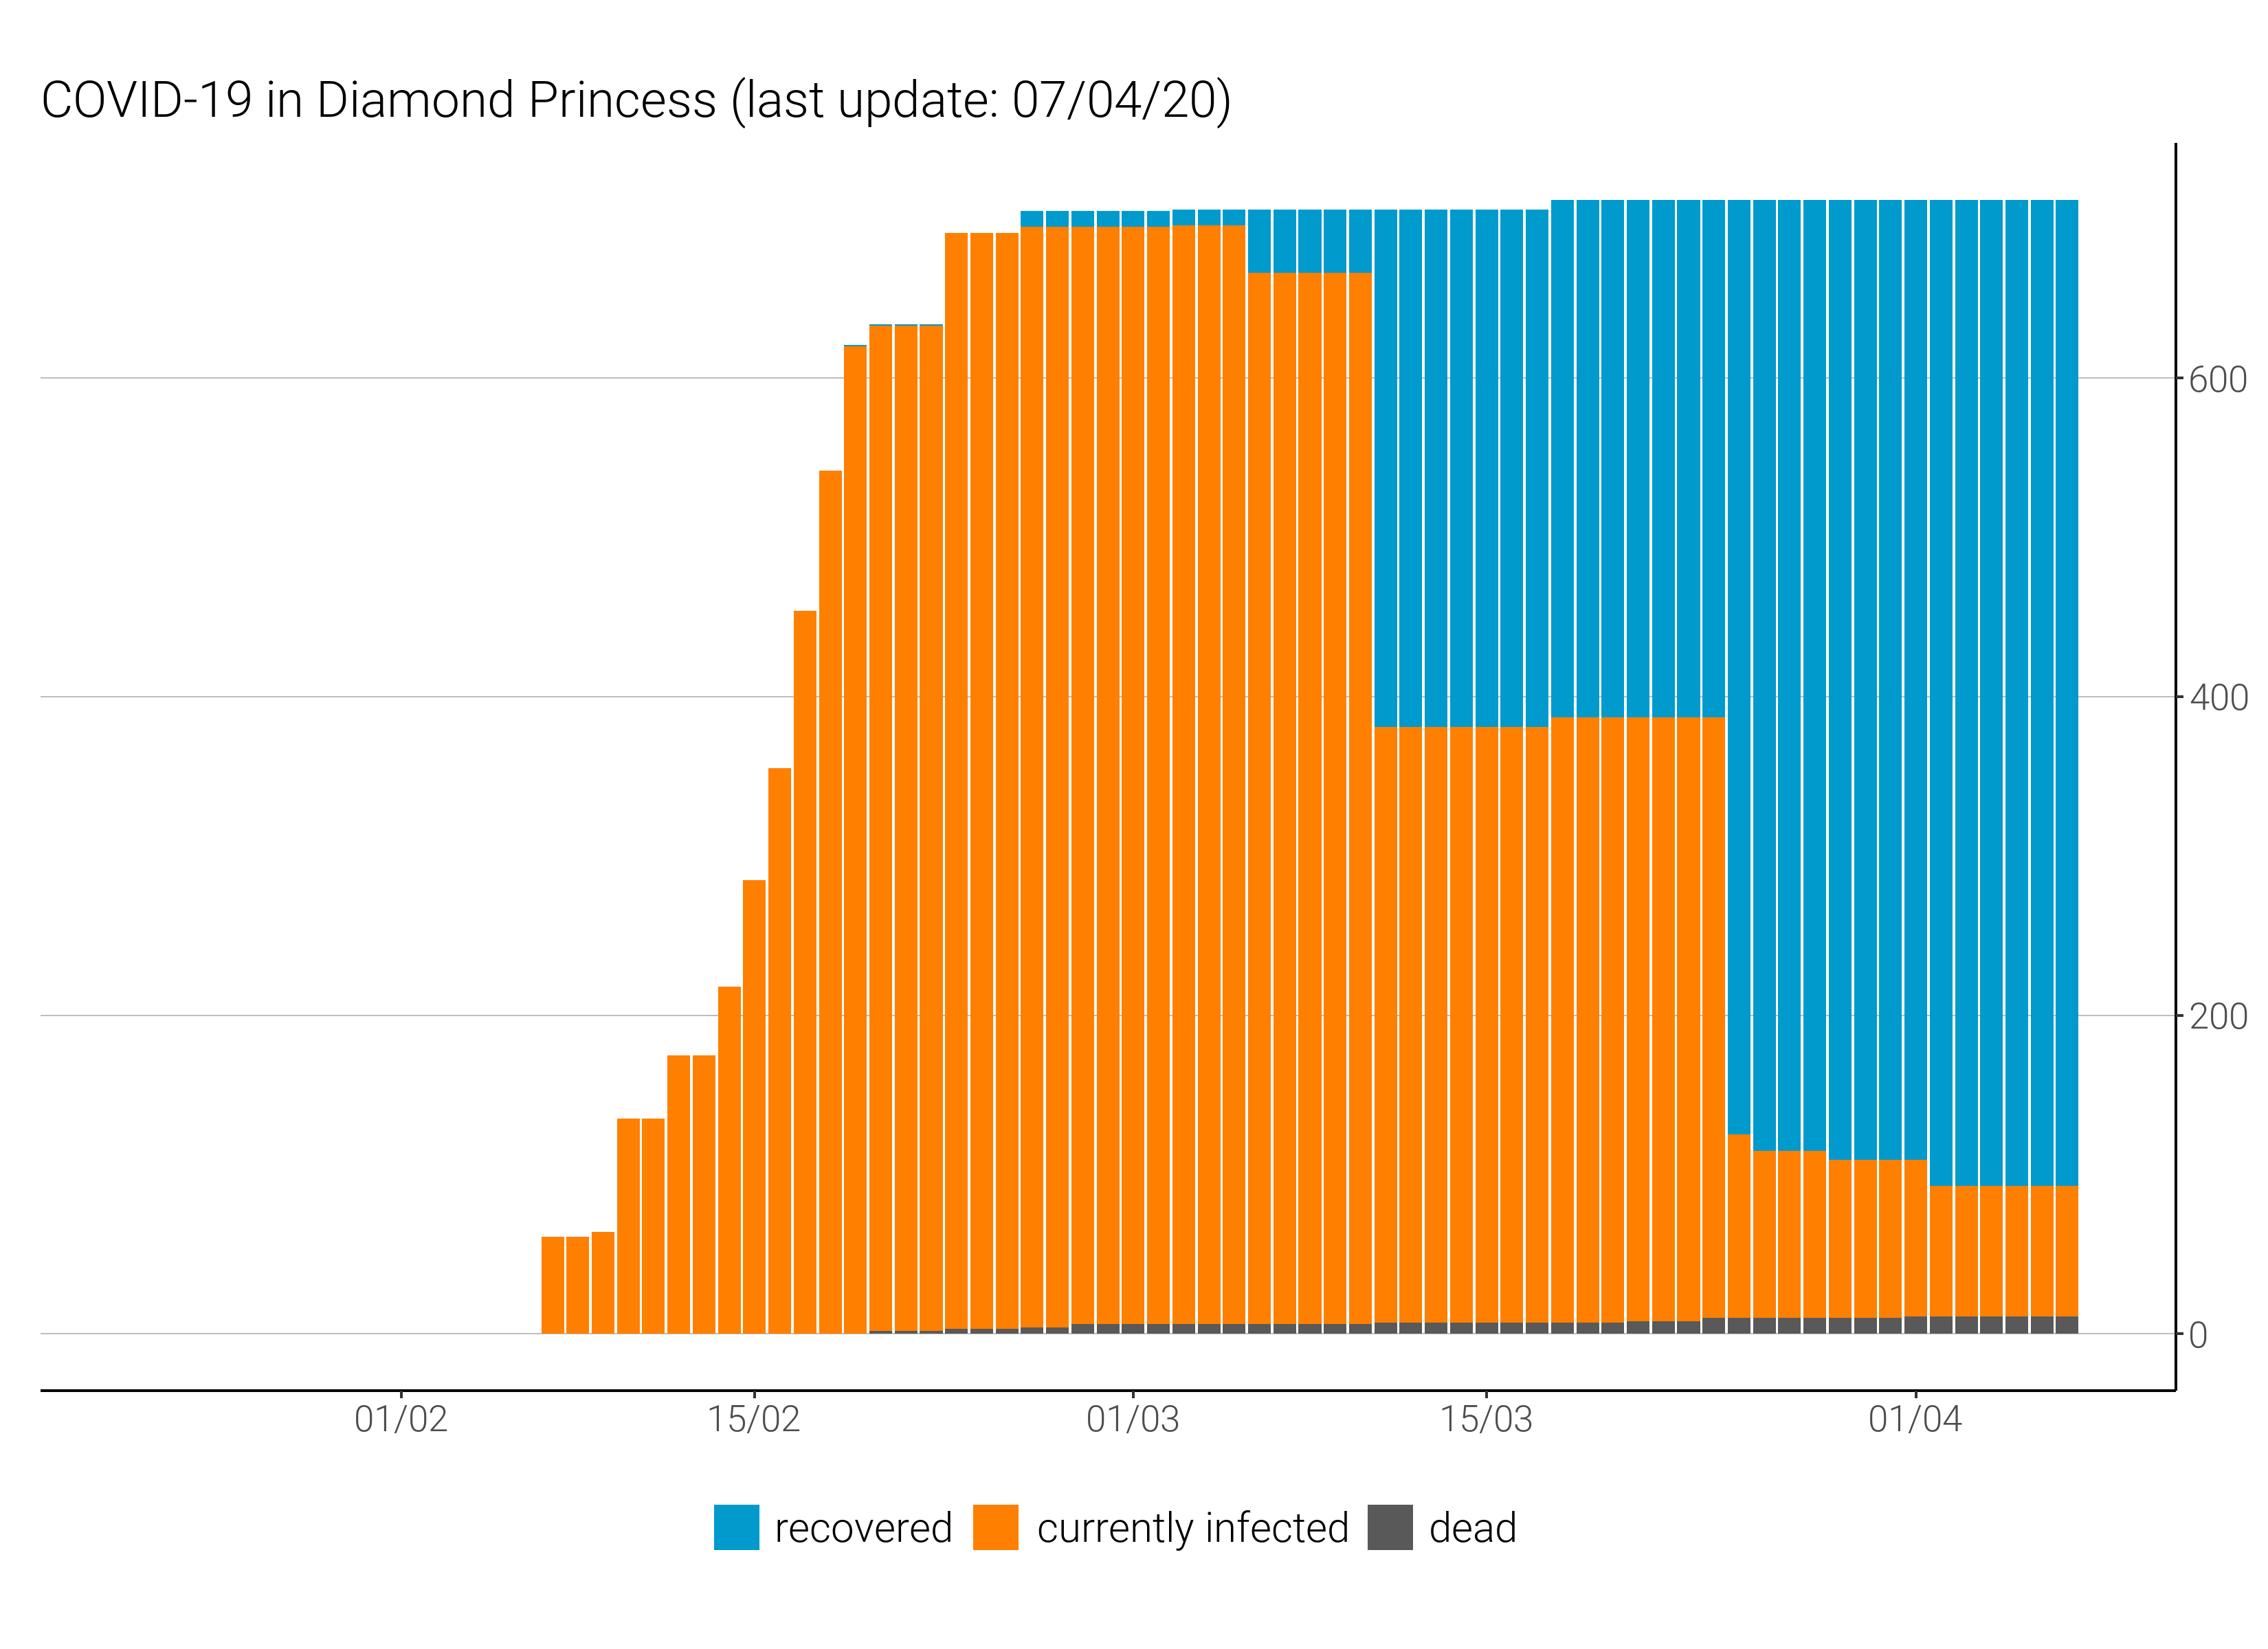 COVID-19 in Diamond Princess (last update: 07/04/20)
600
400
200
0
01/02 15/02 01/03 15/03 01/04
recovered currently infected dead